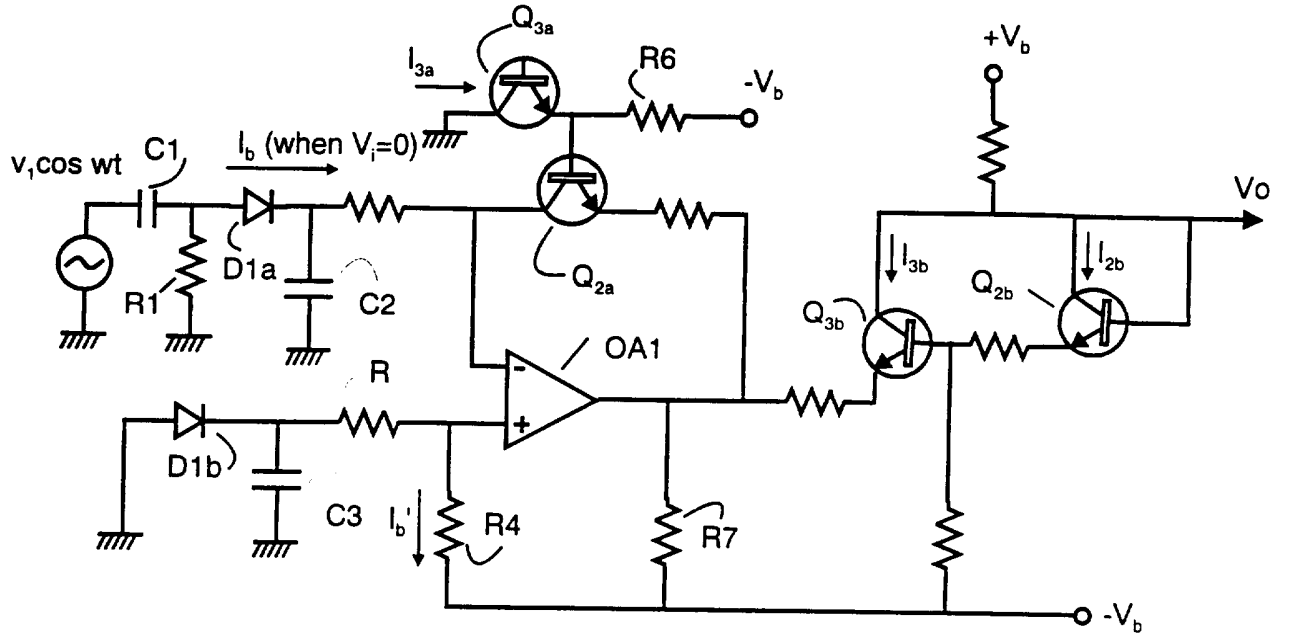 Q3a
I3a
R6
-Vb
+Vb
Ib (when Vi=0)
C1
v1cos wt
Vo
D1a
R1
C2
Q2a
I3b
I2b
Q2b
Q3b
OA1
R
-
+
D1b
C3
Ib'
R4
R7
-Vb